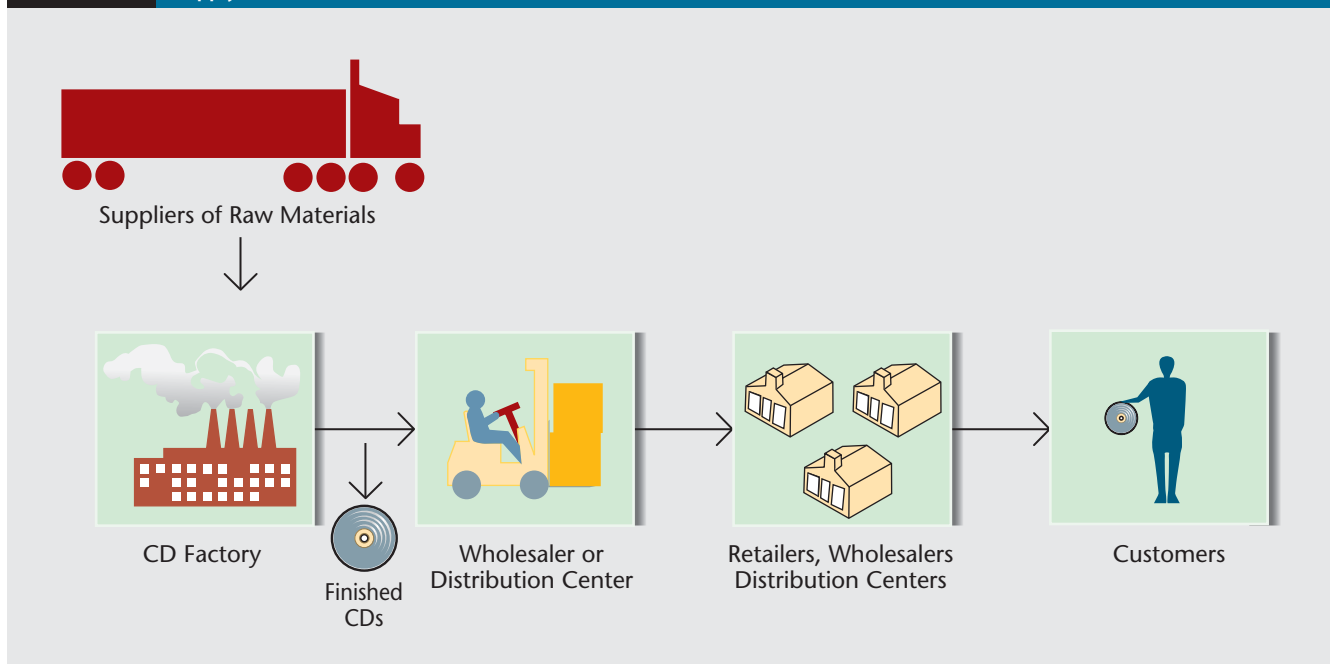 Suppliers of Raw Materials
CD Factory
Finished
CDs
Wholesaler or
Distribution Center
Retailers, Wholesalers
Distribution Centers
Customers